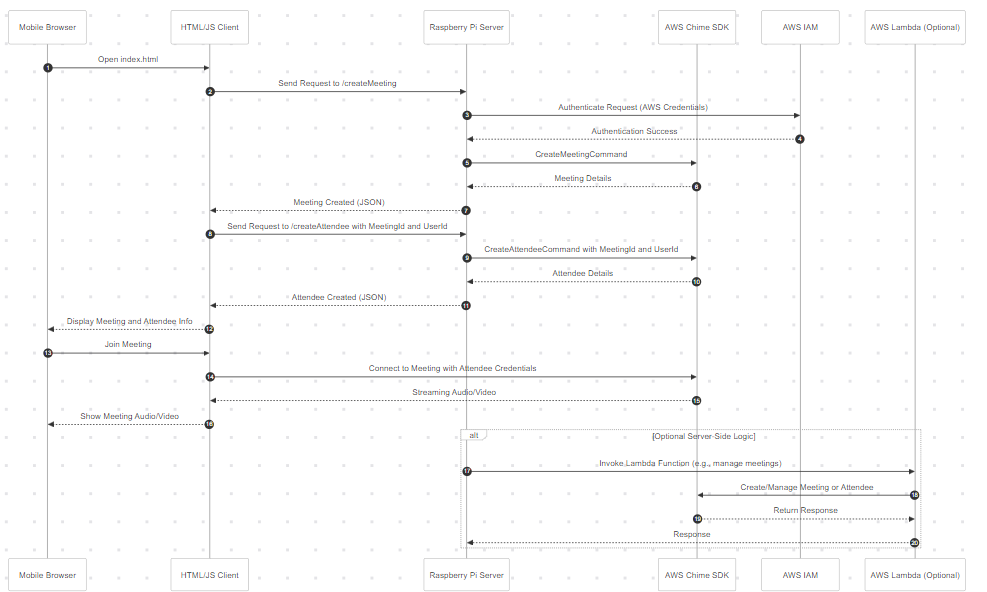 Mobile Browser
HTML/JS Client
Raspberry Pi Server
AWS Chime SDK
AWS IAM
AWS Lambda (Optional)
Open index.html
1
Send Request to /createMeeting
2
Authenticate Request (AWS Credentials)
3
Authentication Success
4
CreateMeetingCommand
5
Meeting Details
6
Meeting Created (JSON)
7
Send Request to /createAttendee with MeetingId and UserId
8
CreateAttendeeCommand with MeetingId and UserId
9
Attendee Details
10
Attendee Created (JSON)
11
Display Meeting and Attendee Info
12
Join Meeting
13
Connect to Meeting with Attendee Credentials
14
Streaming Audio/Video
15
Show Meeting Audio/Video
16
alt
[Optional Server-Side Logic]
Invoke Lambda Function (e.g., manage meetings)
17
Create/Manage Meeting or Attendee
18
Return Response
19
Response
20
Mobile Browser
HTML/JS Client
Raspberry Pi Server
AWS Chime SDK
AWS IAM
AWS Lambda (Optional)